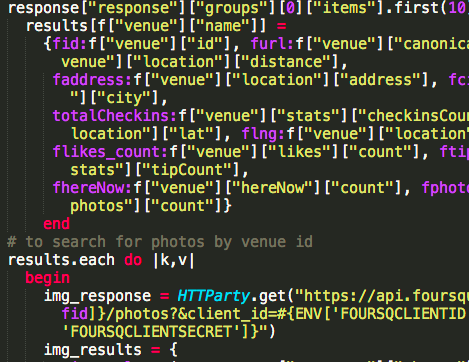 response["response"]["groups"][0]["items"].first(10)
results[f["venue"]["name"]] =
{fid:f["venue"]["id"], furl:f["venue"]["canonica
venue"]["location"]["distance"],
faddress:f["venue"]["location"]["address"], fci
"]["city"],
totalCheckins:f["venue"]["stats"]["checkinsCou
location"]["lat"], flng:f["venue"]["location"
flikes_count:f["venue"]["likes"]["count"], ftip
stats"]["tipCount"],
fhereNow:f["venue"]["hereNow"]["count"], fphot
photos"]["count"]}
end
# to search for photos by venue id
results.each do |k,v|
begin
img_response = HTTParty.get("https://api.foursqu
fid]}/photos?&client_id=#{ENV['FOURSQCLIENTID
'FOURSQCLIENTSECRET']}")
img_results = {